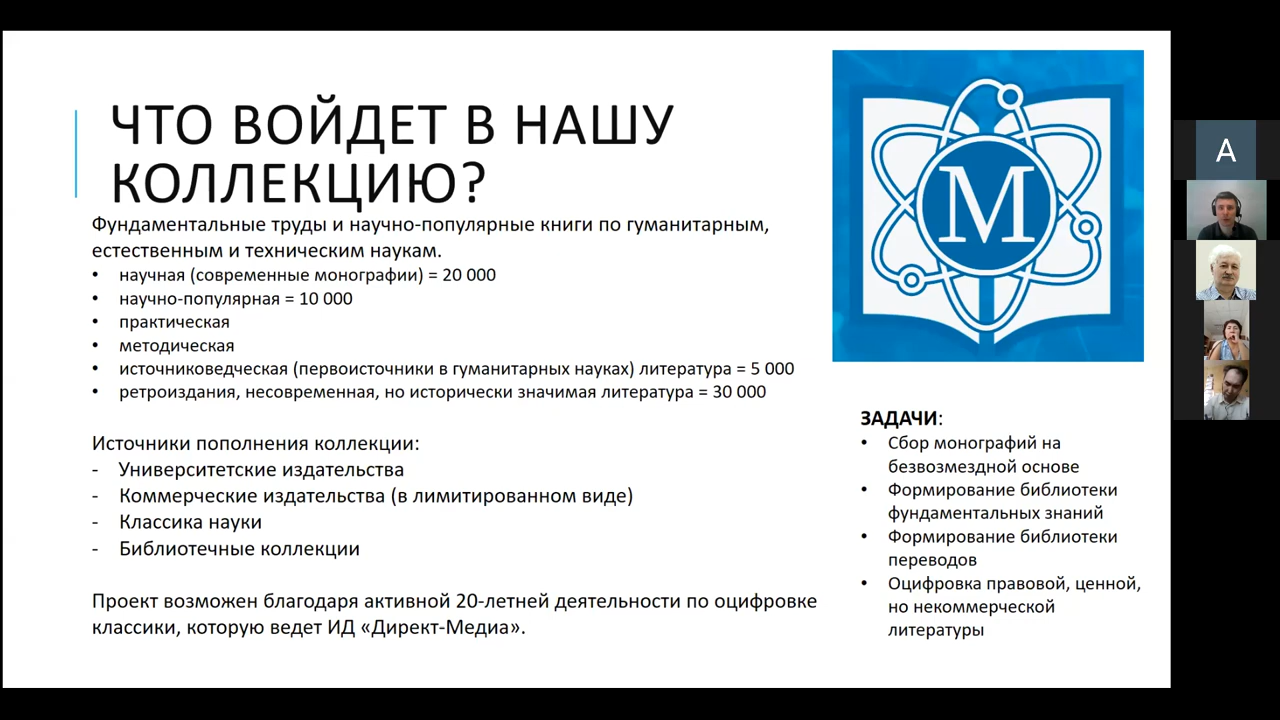 ЧТО ВОЙДЕТ В НАШУ
КОЛЛЕКЦИЮ?
Фундаментальные труды и научно-популярные книги по гуманитарным,
естественным и техническим наукам.
• научная (современные монографии) = 20 000
• научно-популярная = 10 000
• практическая
• методическая
• источниковедческая (первоисточники в гуманитарных науках) литература = 5 000
• ретроиздания, несовременная, но исторически значимая литература = 30 000
Источники пополнения коллекции:
- Университетские издательства
- Коммерческие издательства (в лимитированном виде)
- Классика науки
- Библиотечные коллекции
Проект возможен благодаря активной 20-летней деятельности по оцифровке
классики, которую ведет ИД «Директ-Медиа».
М
ЗАДАЧИ:
• Сбор монографий на
безвозмездной основе
• Формирование библиотеки
фундаментальных знаний
• Формирование библиотеки
переводов
• Оцифровка правовой, ценной,
но некоммерческой
литературы
А